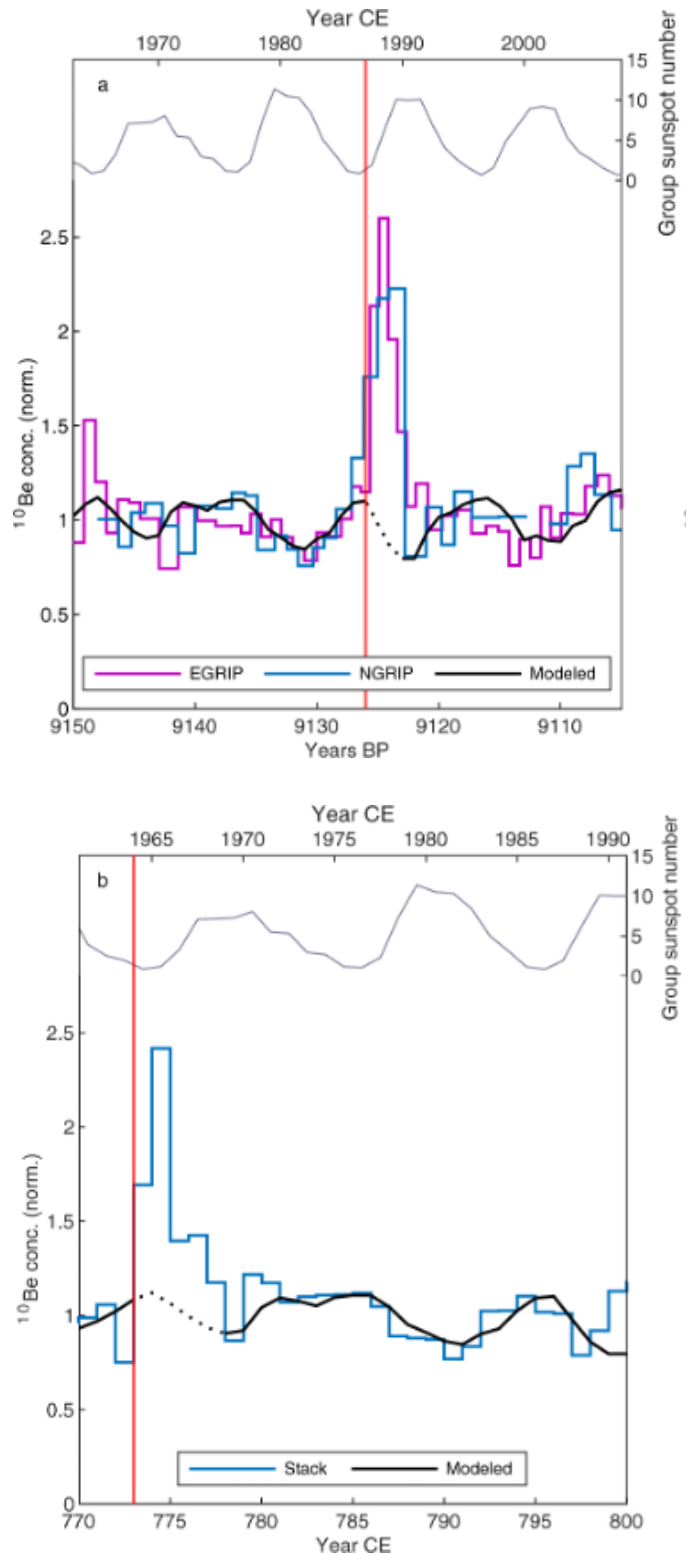 Year CE
1970 1980 1990 2000
a
15
10
5
0
Group sunspot number
2.5
2
1.5
1
0.5
0
10Be conc. (norm.)
EGRIP NGRIP Modeled
9150 9140 9130 9120 9110
Years BP
Year CE
1965 1970 1975 1980 1985 1990
b
15
10
5
0
Group sunspot number
2.5
2
1.5
1
0.5
0
10Be conc. (norm.)
Stack Modeled
770 775 780 785 790 795 800
Year CE